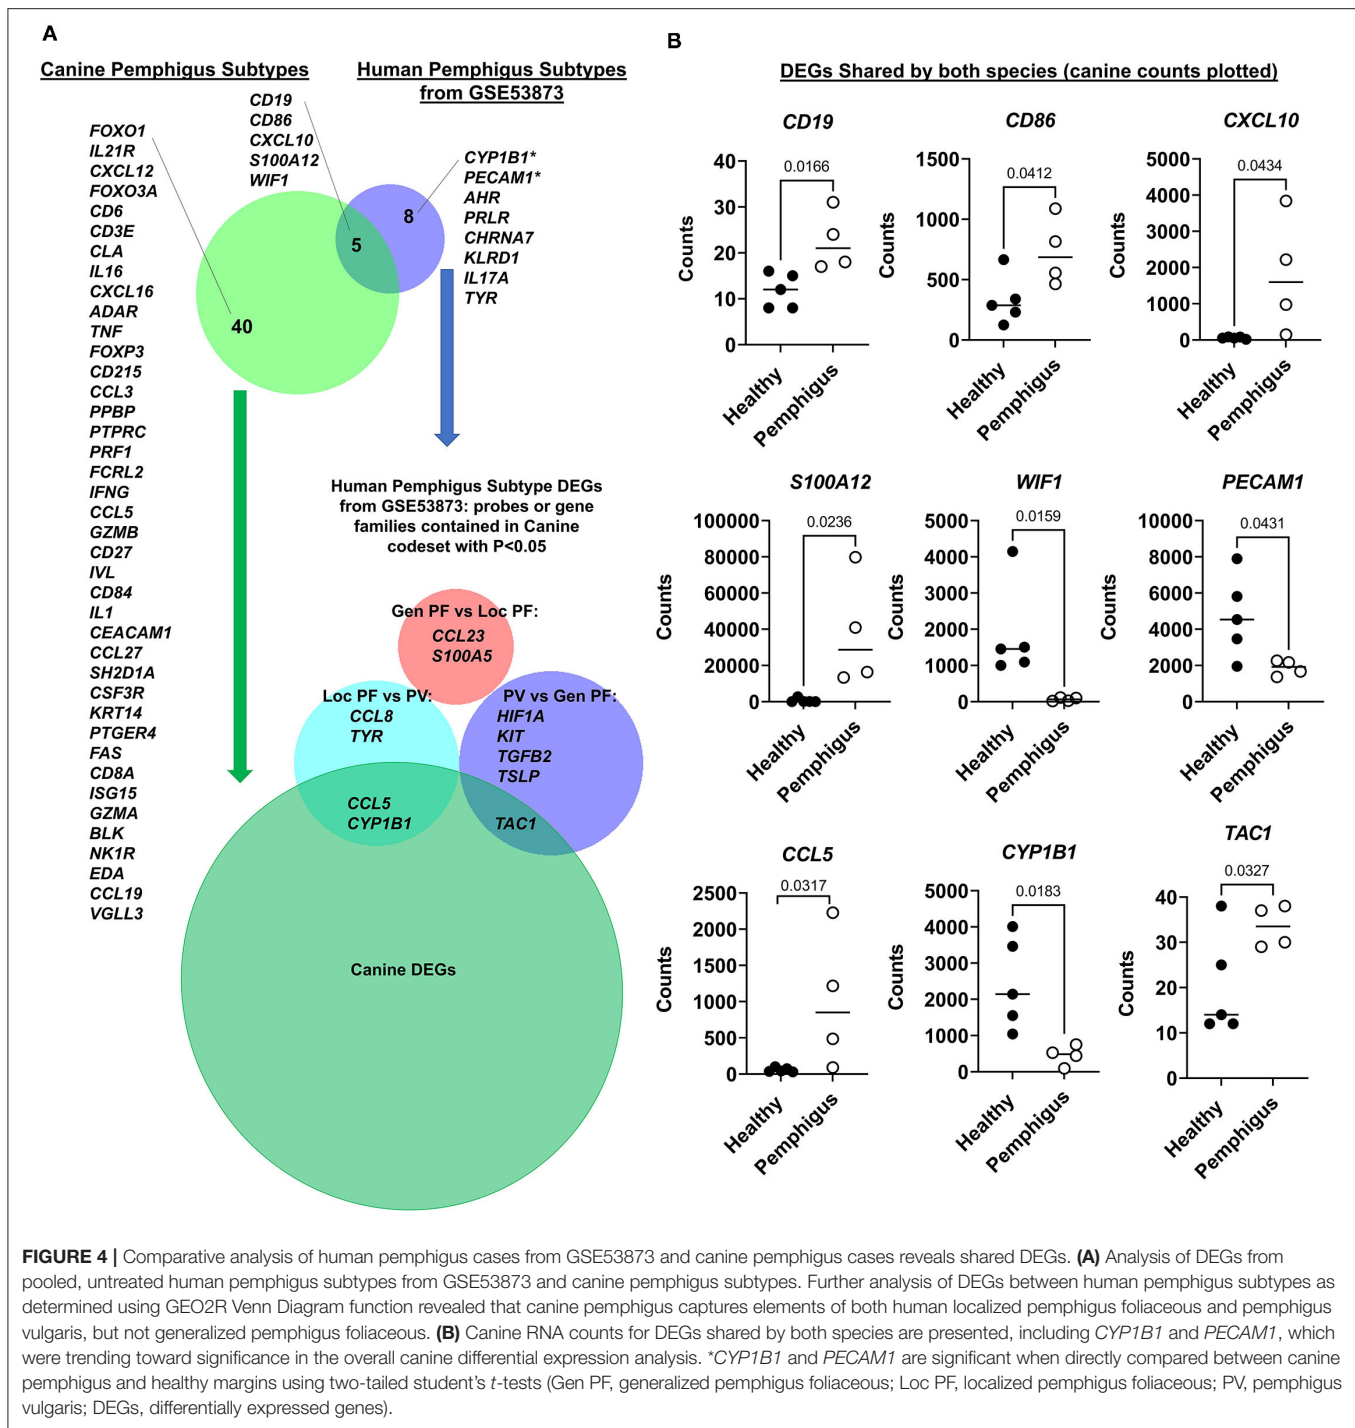 A
Canine Pemphigus Subtypes
Human Pemphigus Subtypes
from GSE53873
CD19
CD86
CXCL10
S100A12
WIF1
FOXO1
IL21R
CXCL12
FOXO3A
CD6
CD3E
CLA
IL16
CXCL16
ADAR
TNF
FOXP3
CD215
CCL3
PPBP
PTPRC
PRF1
FCRL2
IFNG
CCL5
GZMB
CD27
IVL
CD84
IL1
CEACAM1
CCL27
SH2D1A
CSF3R
KRT14
PTGER4
FAS
CD8A
ISG15
GZMA
BLK
NK1R
EDA
CCL19
VGLL3
CYP1B1*
PECAM1*
AHR
PRLR
CHRNA7
KLRD1
IL17A
TYR
8
5
40
Human Pemphigus Subtype DEGs
from GSE53873: probes or gene
families contained in Canine
codeset with P<0.05
Gen PF vs Loc PF:
CCL23
S100A5
Loc PF vs PV:
CCL8
TYR
PV vs Gen PF:
HIF1A
KIT
TGFB2
TSLP
CCL5
CYP1B1
TAC1
Canine DEGs
B
DEGs Shared by both species (canine counts plotted)
CD19
0.0166
Counts
40
30
20
10
0
Healthy
Pemphigus
CD86
0.0412
Counts
1500
1000
500
0
Healthy
Pemphigus
CXCL10
0.0434
Counts
5000
4000
3000
2000
1000
0
Healthy
Pemphigus
S100A12
0.0236
Counts
100000
80000
60000
40000
20000
0
Healthy
Pemphigus
WIF1
0.0159
Counts
5000
4000
3000
2000
1000
0
Healthy
Pemphigus
PECAM1
0.0431
Counts
10000
8000
6000
4000
2000
0
Healthy
Pemphigus
CCL5
0.0317
Counts
2500
2000
1500
1000
500
0
Healthy
Pemphigus
CYP1B1
0.0183
Counts
5000
4000
3000
2000
1000
0
Healthy
Pemphigus
TAC1
0.0327
Counts
40
30
20
10
0
Healthy
Pemphigus
FIGURE 4 | Comparative analysis of human pemphigus cases from GSE53873 and canine pemphigus cases reveals shared DEGs. (A) Analysis of DEGs from
pooled, untreated human pemphigus subtypes from GSE53873 and canine pemphigus subtypes. Further analysis of DEGs between human pemphigus subtypes as
determined using GEO2R Venn Diagram function revealed that canine pemphigus captures elements of both human localized pemphigus foliaceous and pemphigus
vulgaris, but not generalized pemphigus foliaceous. (B) Canine RNA counts for DEGs shared by both species are presented, including CYP1B1 and PECAM1, which
were trending toward significance in the overall canine differential expression analysis. *CYP1B1 and PECAM1 are significant when directly compared between canine
pemphigus and healthy margins using two-tailed student's t-tests (Gen PF, generalized pemphigus foliaceous; Loc PF, localized pemphigus foliaceous; PV, pemphigus
vulgaris; DEGs, differentially expressed genes).